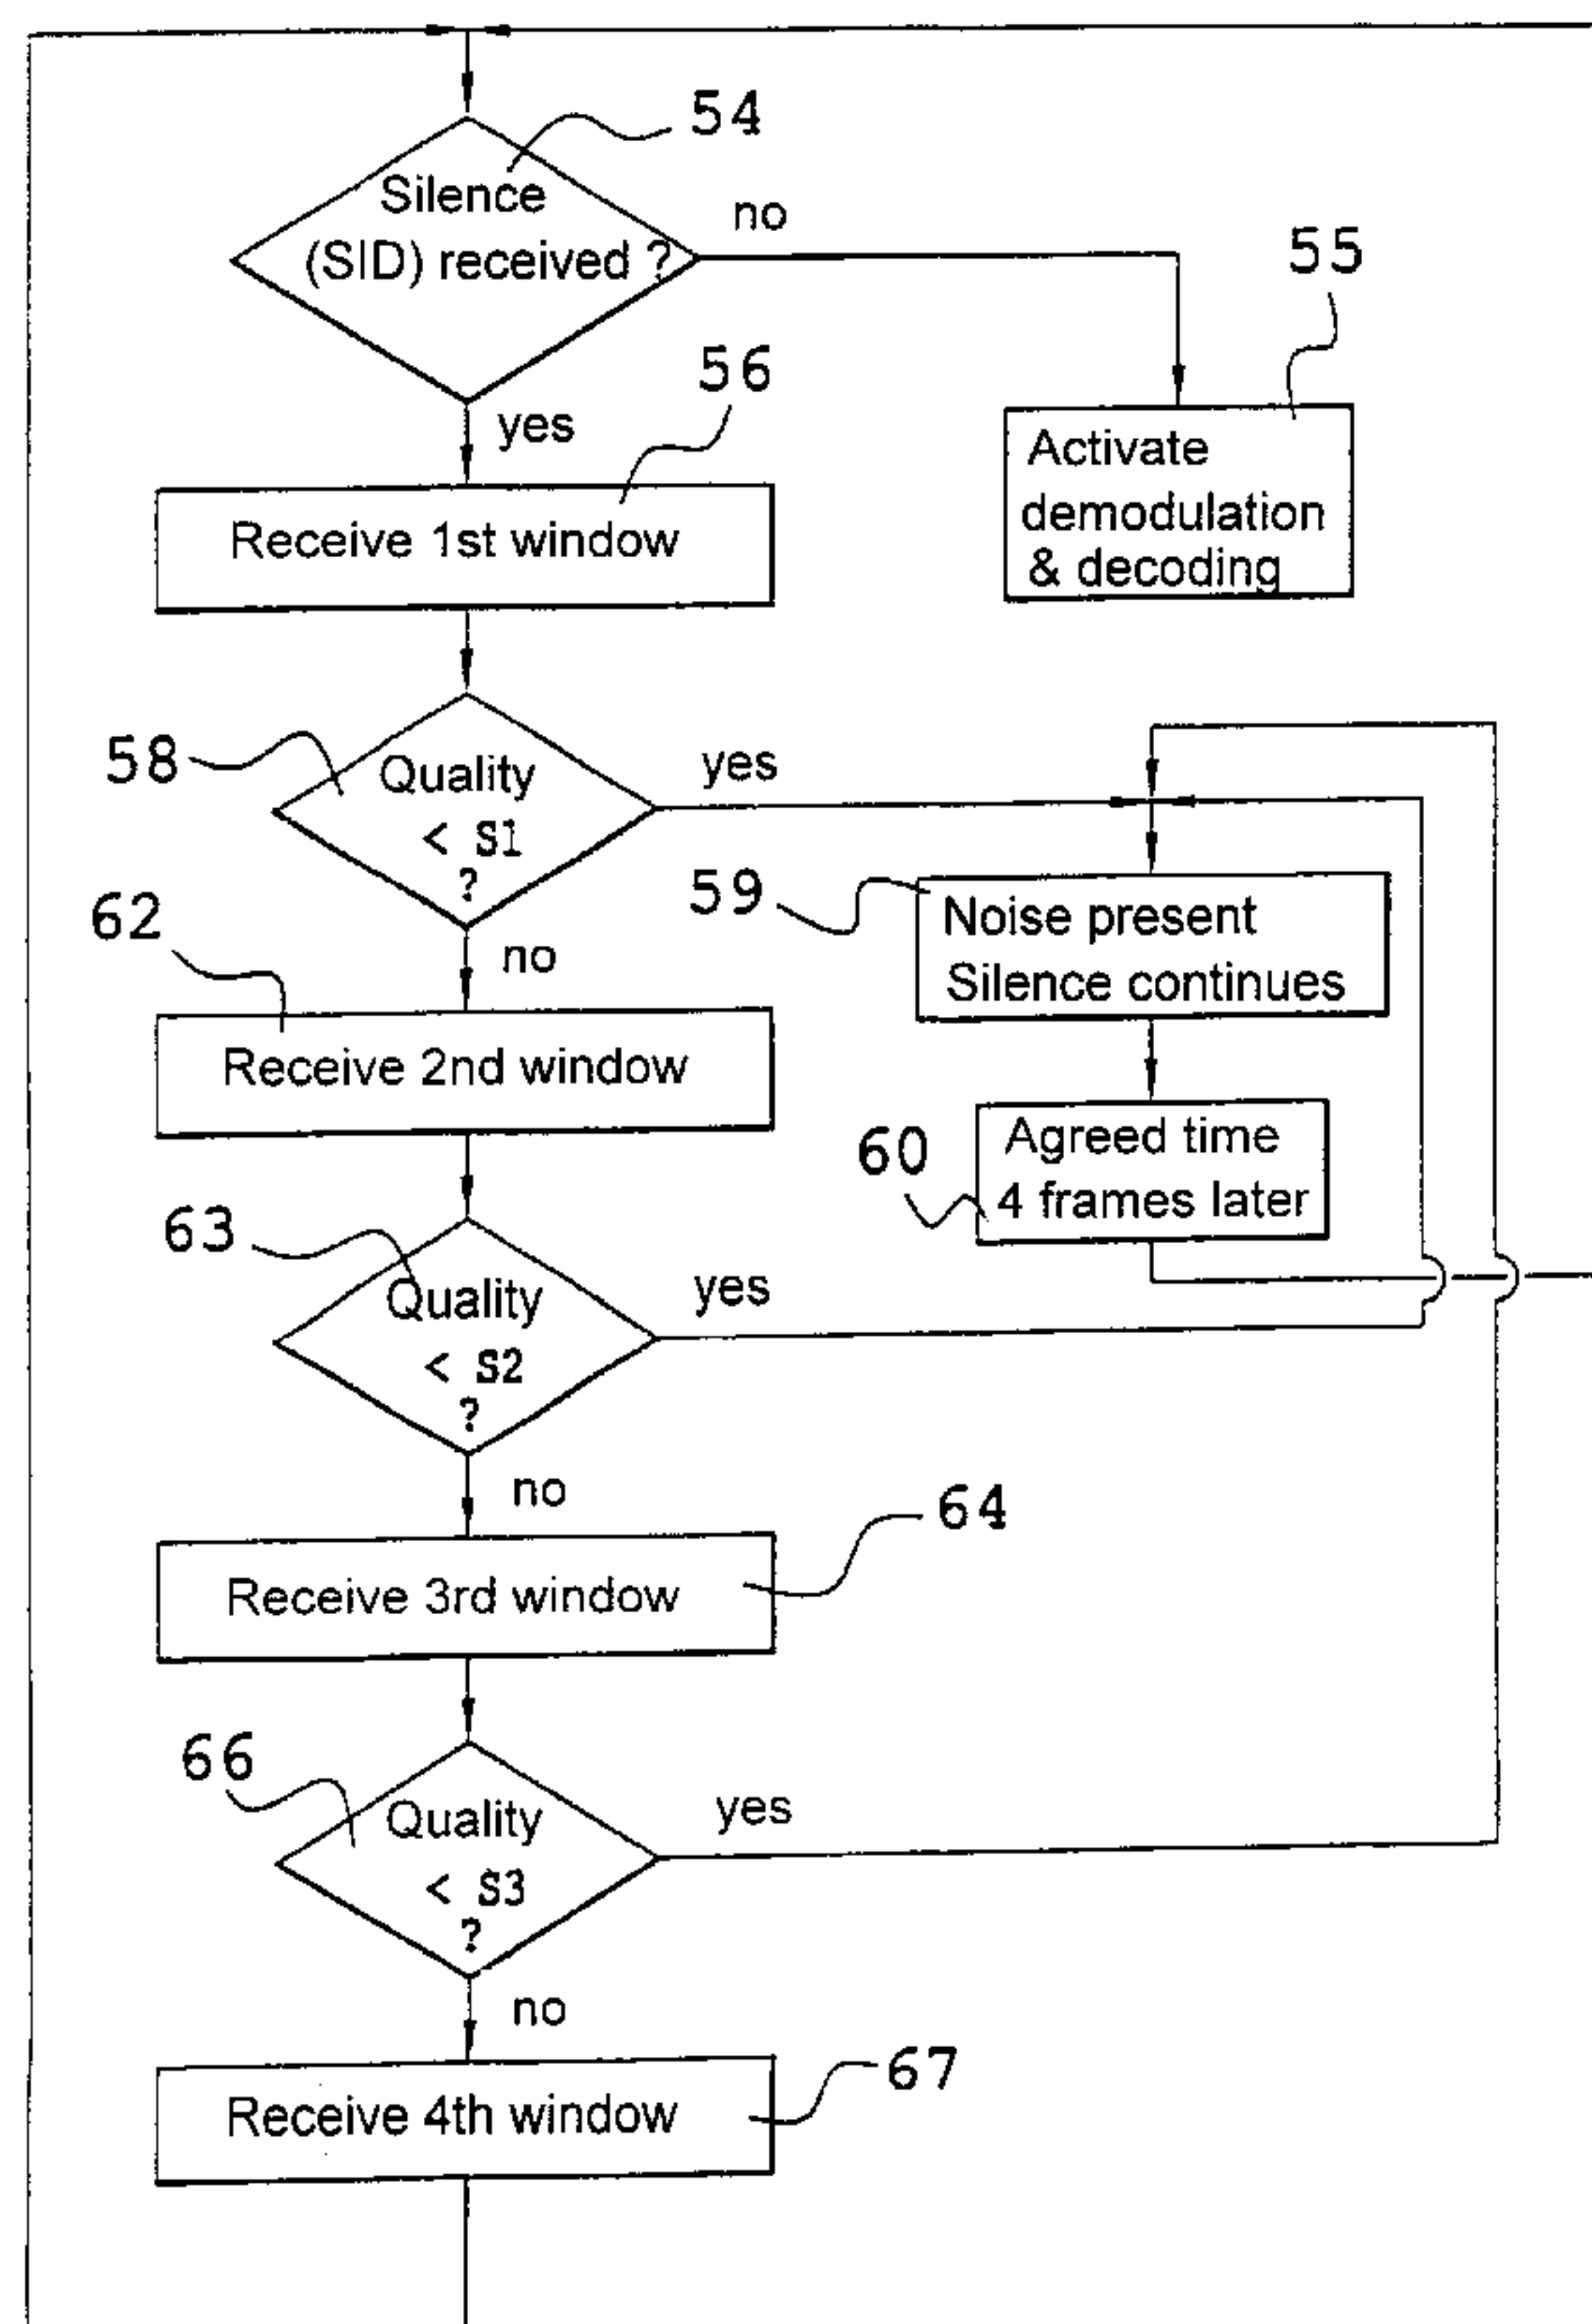 54
Silence
(SID) received ?
no
55
yes
56
Activate
demodulation
& decoding
Receive 1st window
58
Quality
< S1
?
yes
no
59
Noise present
Silence continues
62
Receive 2nd window
60
Agreed time
4 frames later
63
Quality
< S2
?
yes
no
64
Receive 3rd window
66
Quality
< S3
?
yes
no
67
Receive 4th window